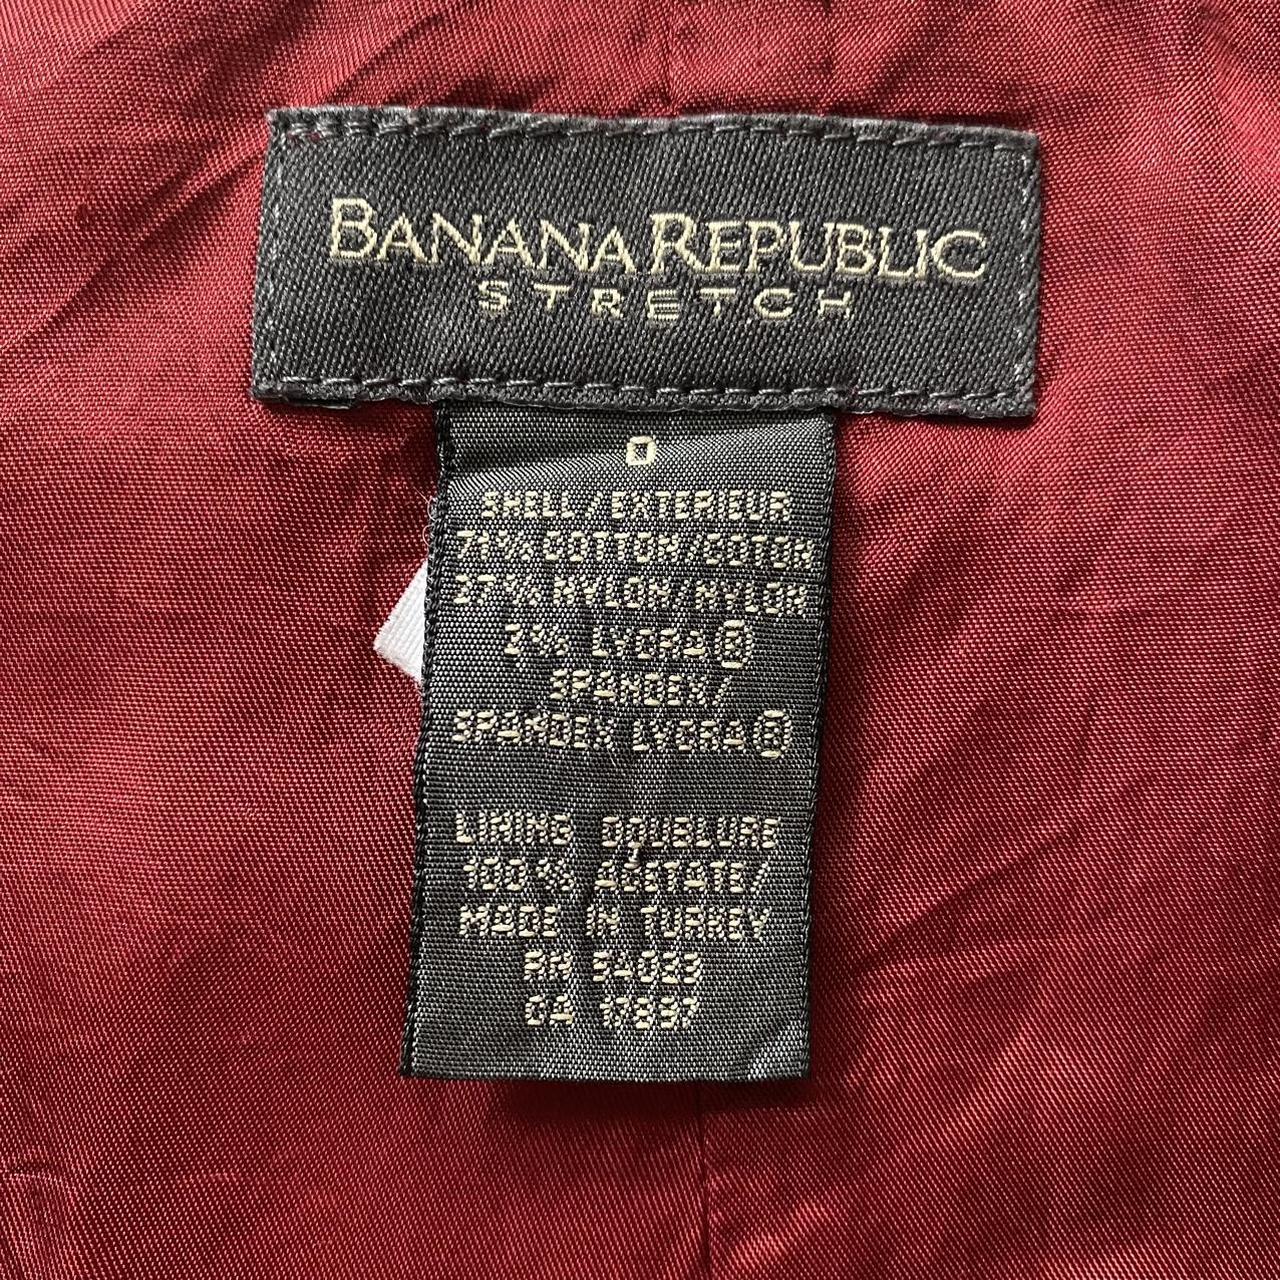 BANANA REPUBLIC
STRETCH
0
SHELL/EXTERIEUR
71% COTTON/COTON
27% NYLON/NYLON
2% LYCRA®
SPANDEX/
SPANDEX LYCRA®
LINING DOUBLURE
100% ACETATE/
MADE IN TURKEY
RN 54023
CA 17897